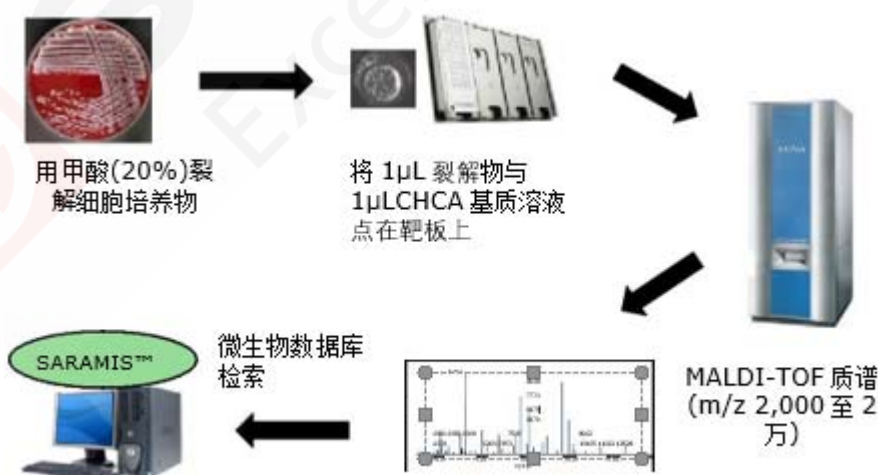 用甲酸(20%)裂
解细胞培养物
将 1μL 裂解物与
1μLCHCA 基质溶液
点在靶板上
MALDI-TOF 质谱
(m/z 2,000 至 2
万)
微生物数据库
检索
SARAMIS™